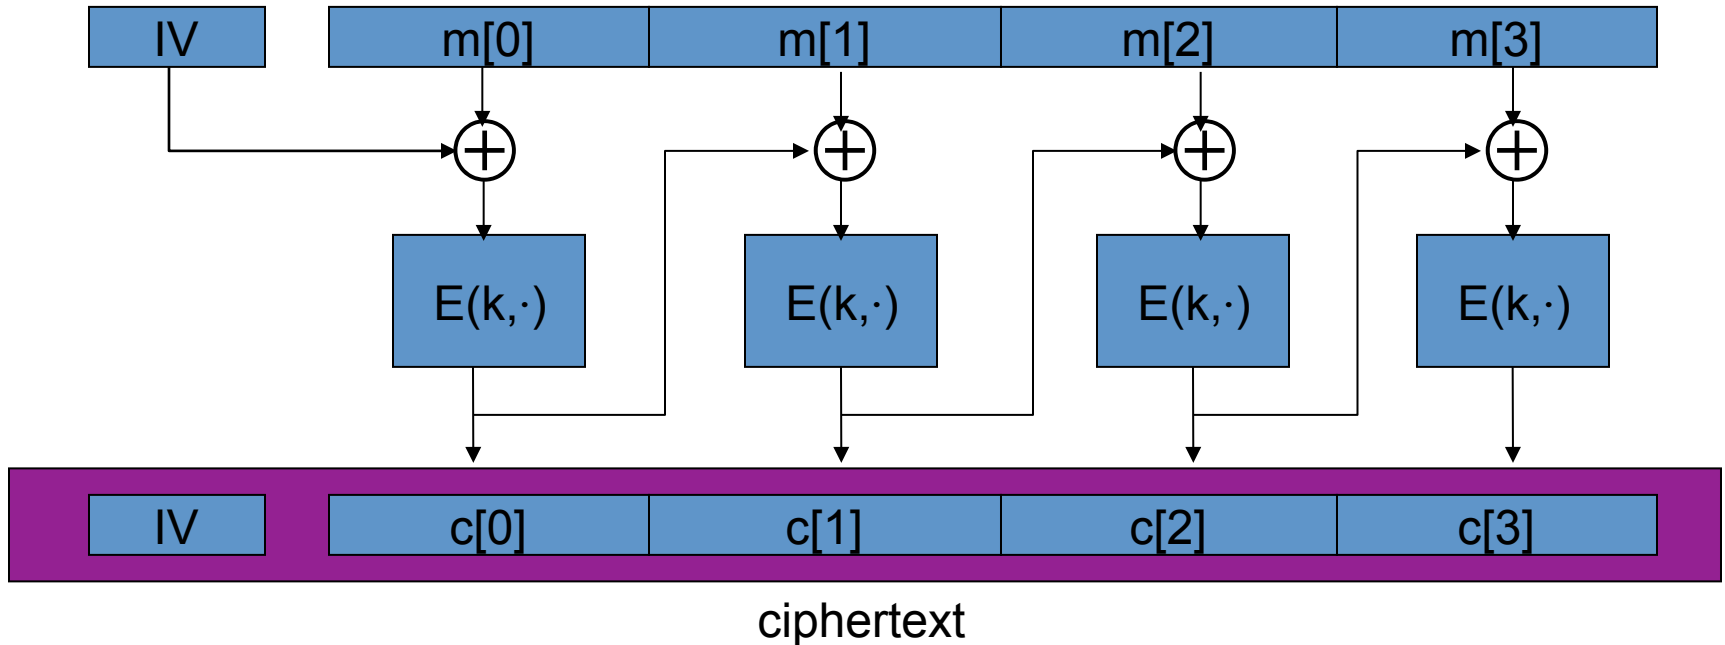 IV m[0] m[1] m[2] m[3]
E(k,·) E(k,·) E(k,·) E(k,·)
IV c[0] c[1] c[2] c[3]
ciphertext